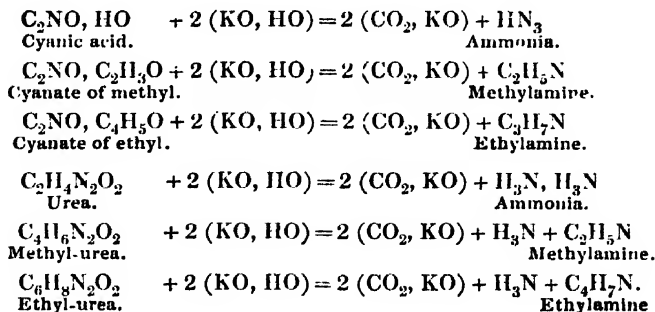 C₂NO, HO + 2 (KO, HO) = 2 (CO₂, KO) + HN₃
Cyanic acid. Ammonia.
C₂NO, C₂H₃O + 2 (KO, HO) = 2 (CO₂, KO) + C₂H₅N
Cyanate of methyl. Methylamine.
C₂NO, C₄H₅O + 2 (KO, HO) = 2 (CO₂, KO) + C₃H₇N
Cyanate of ethyl. Ethylamine.
C₂H₄N₂O₂ + 2 (KO, HO) = 2 (CO₂, KO) + H₃N, H₃N
Urea. Ammonia.
C₄H₆N₂O₂ + 2 (KO, HO) = 2 (CO₂, KO) + H₃N + C₂H₅N
Methyl-urea. Methylamine.
C₆H₈N₂O₂ + 2 (KO, HO) = 2 (CO₂, KO) + H₃N + C₄H₇N.
Ethyl-urea. Ethylamine